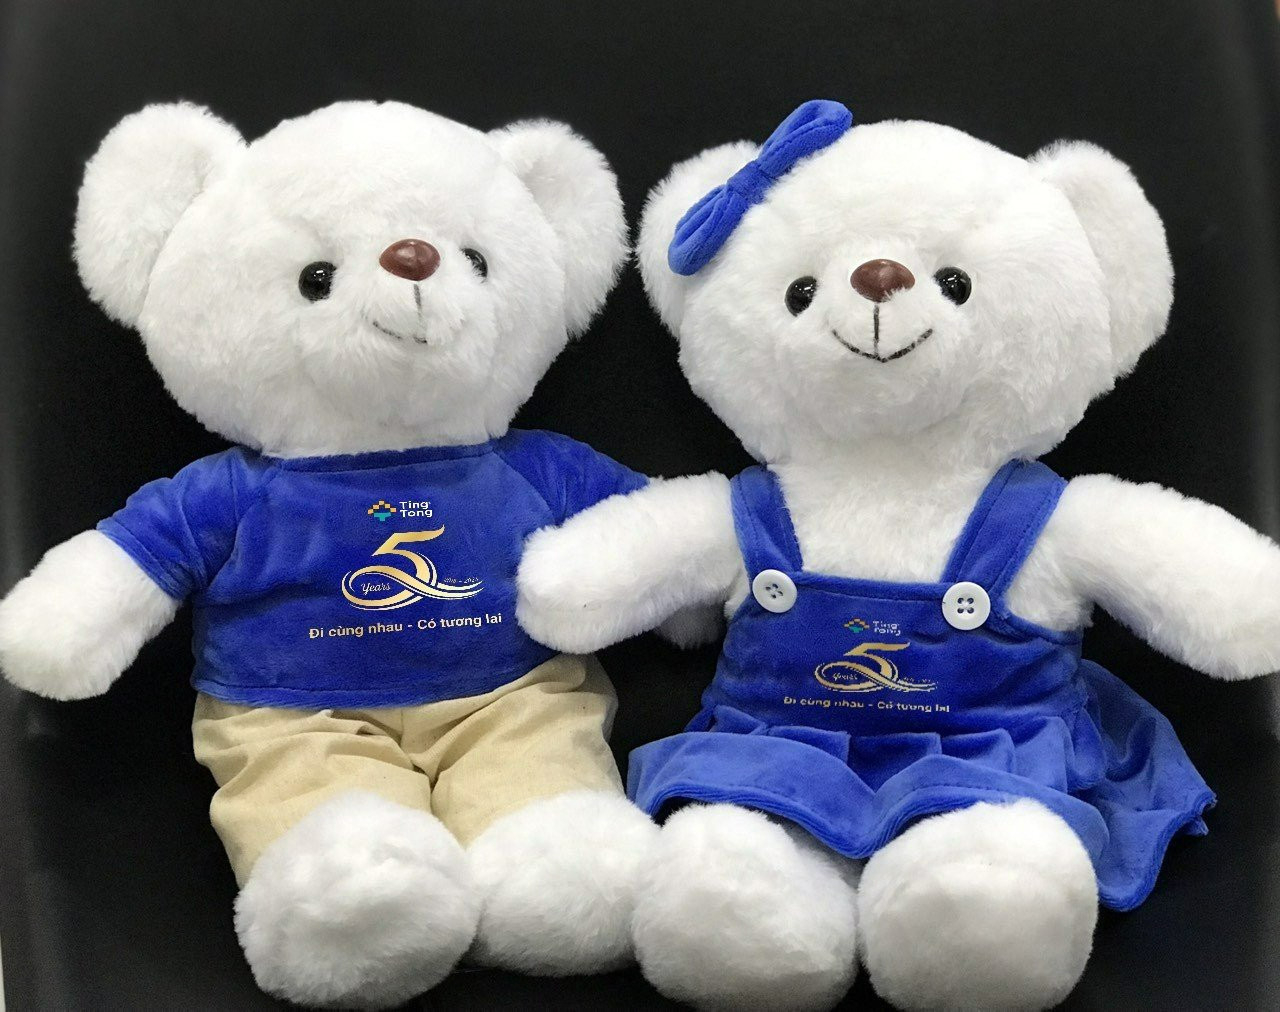 Ting
Tong
5
Years
Đi cùng nhau - Có tương lai
Ting
Tong
5
Years
Đi cùng nhau - Có tương lai